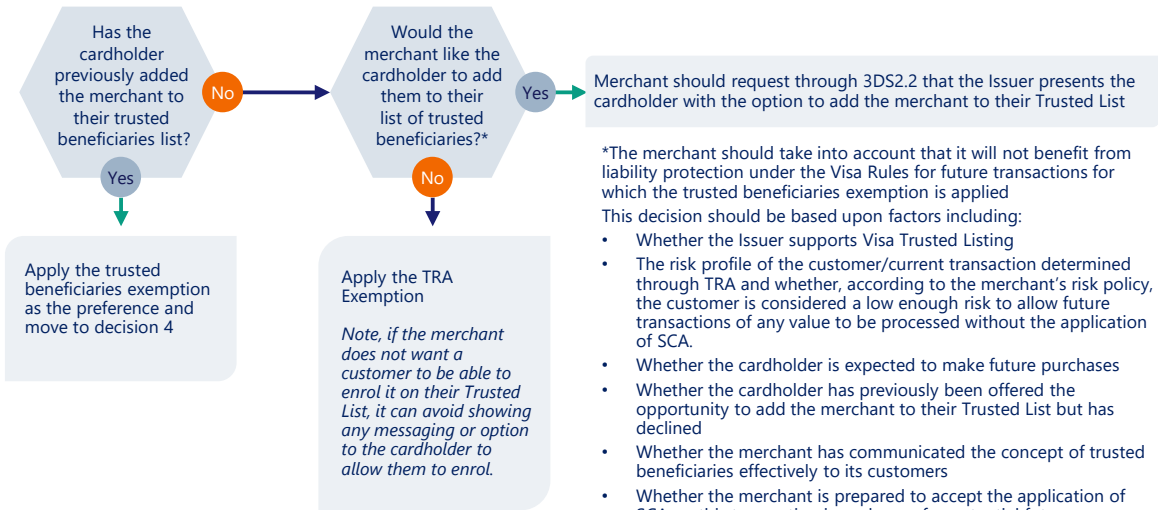 Has the
cardholder
previously added
the merchant to
their trusted
beneficiaries list?
No
Yes
Apply the trusted
beneficiaries exemption
as the preference and
move to decision 4
Would the
merchant like the
cardholder to add
them to their
list of trusted
beneficiaries?*
Yes
No
Apply the TRA
Exemption
Note, if the merchant
does not want a
customer to be able to
enrol it on their Trusted
List, it can avoid showing
any messaging or option
to the cardholder to
allow them to enrol.
Merchant should request through 3DS2.2 that the Issuer presents the
cardholder with the option to add the merchant to their Trusted List
*The merchant should take into account that it will not benefit from
liability protection under the Visa Rules for future transactions for
which the trusted beneficiaries exemption is applied
This decision should be based upon factors including:
• Whether the Issuer supports Visa Trusted Listing
• The risk profile of the customer/current transaction determined
through TRA and whether, according to the merchant's risk policy,
the customer is considered a low enough risk to allow future
transactions of any value to be processed without the application
of SCA.
• Whether the cardholder is expected to make future purchases
• Whether the cardholder has previously been offered the
opportunity to add the merchant to their Trusted List but has
declined
• Whether the merchant has communicated the concept of trusted
beneficiaries effectively to its customers
• Whether the merchant is prepared to accept the application of